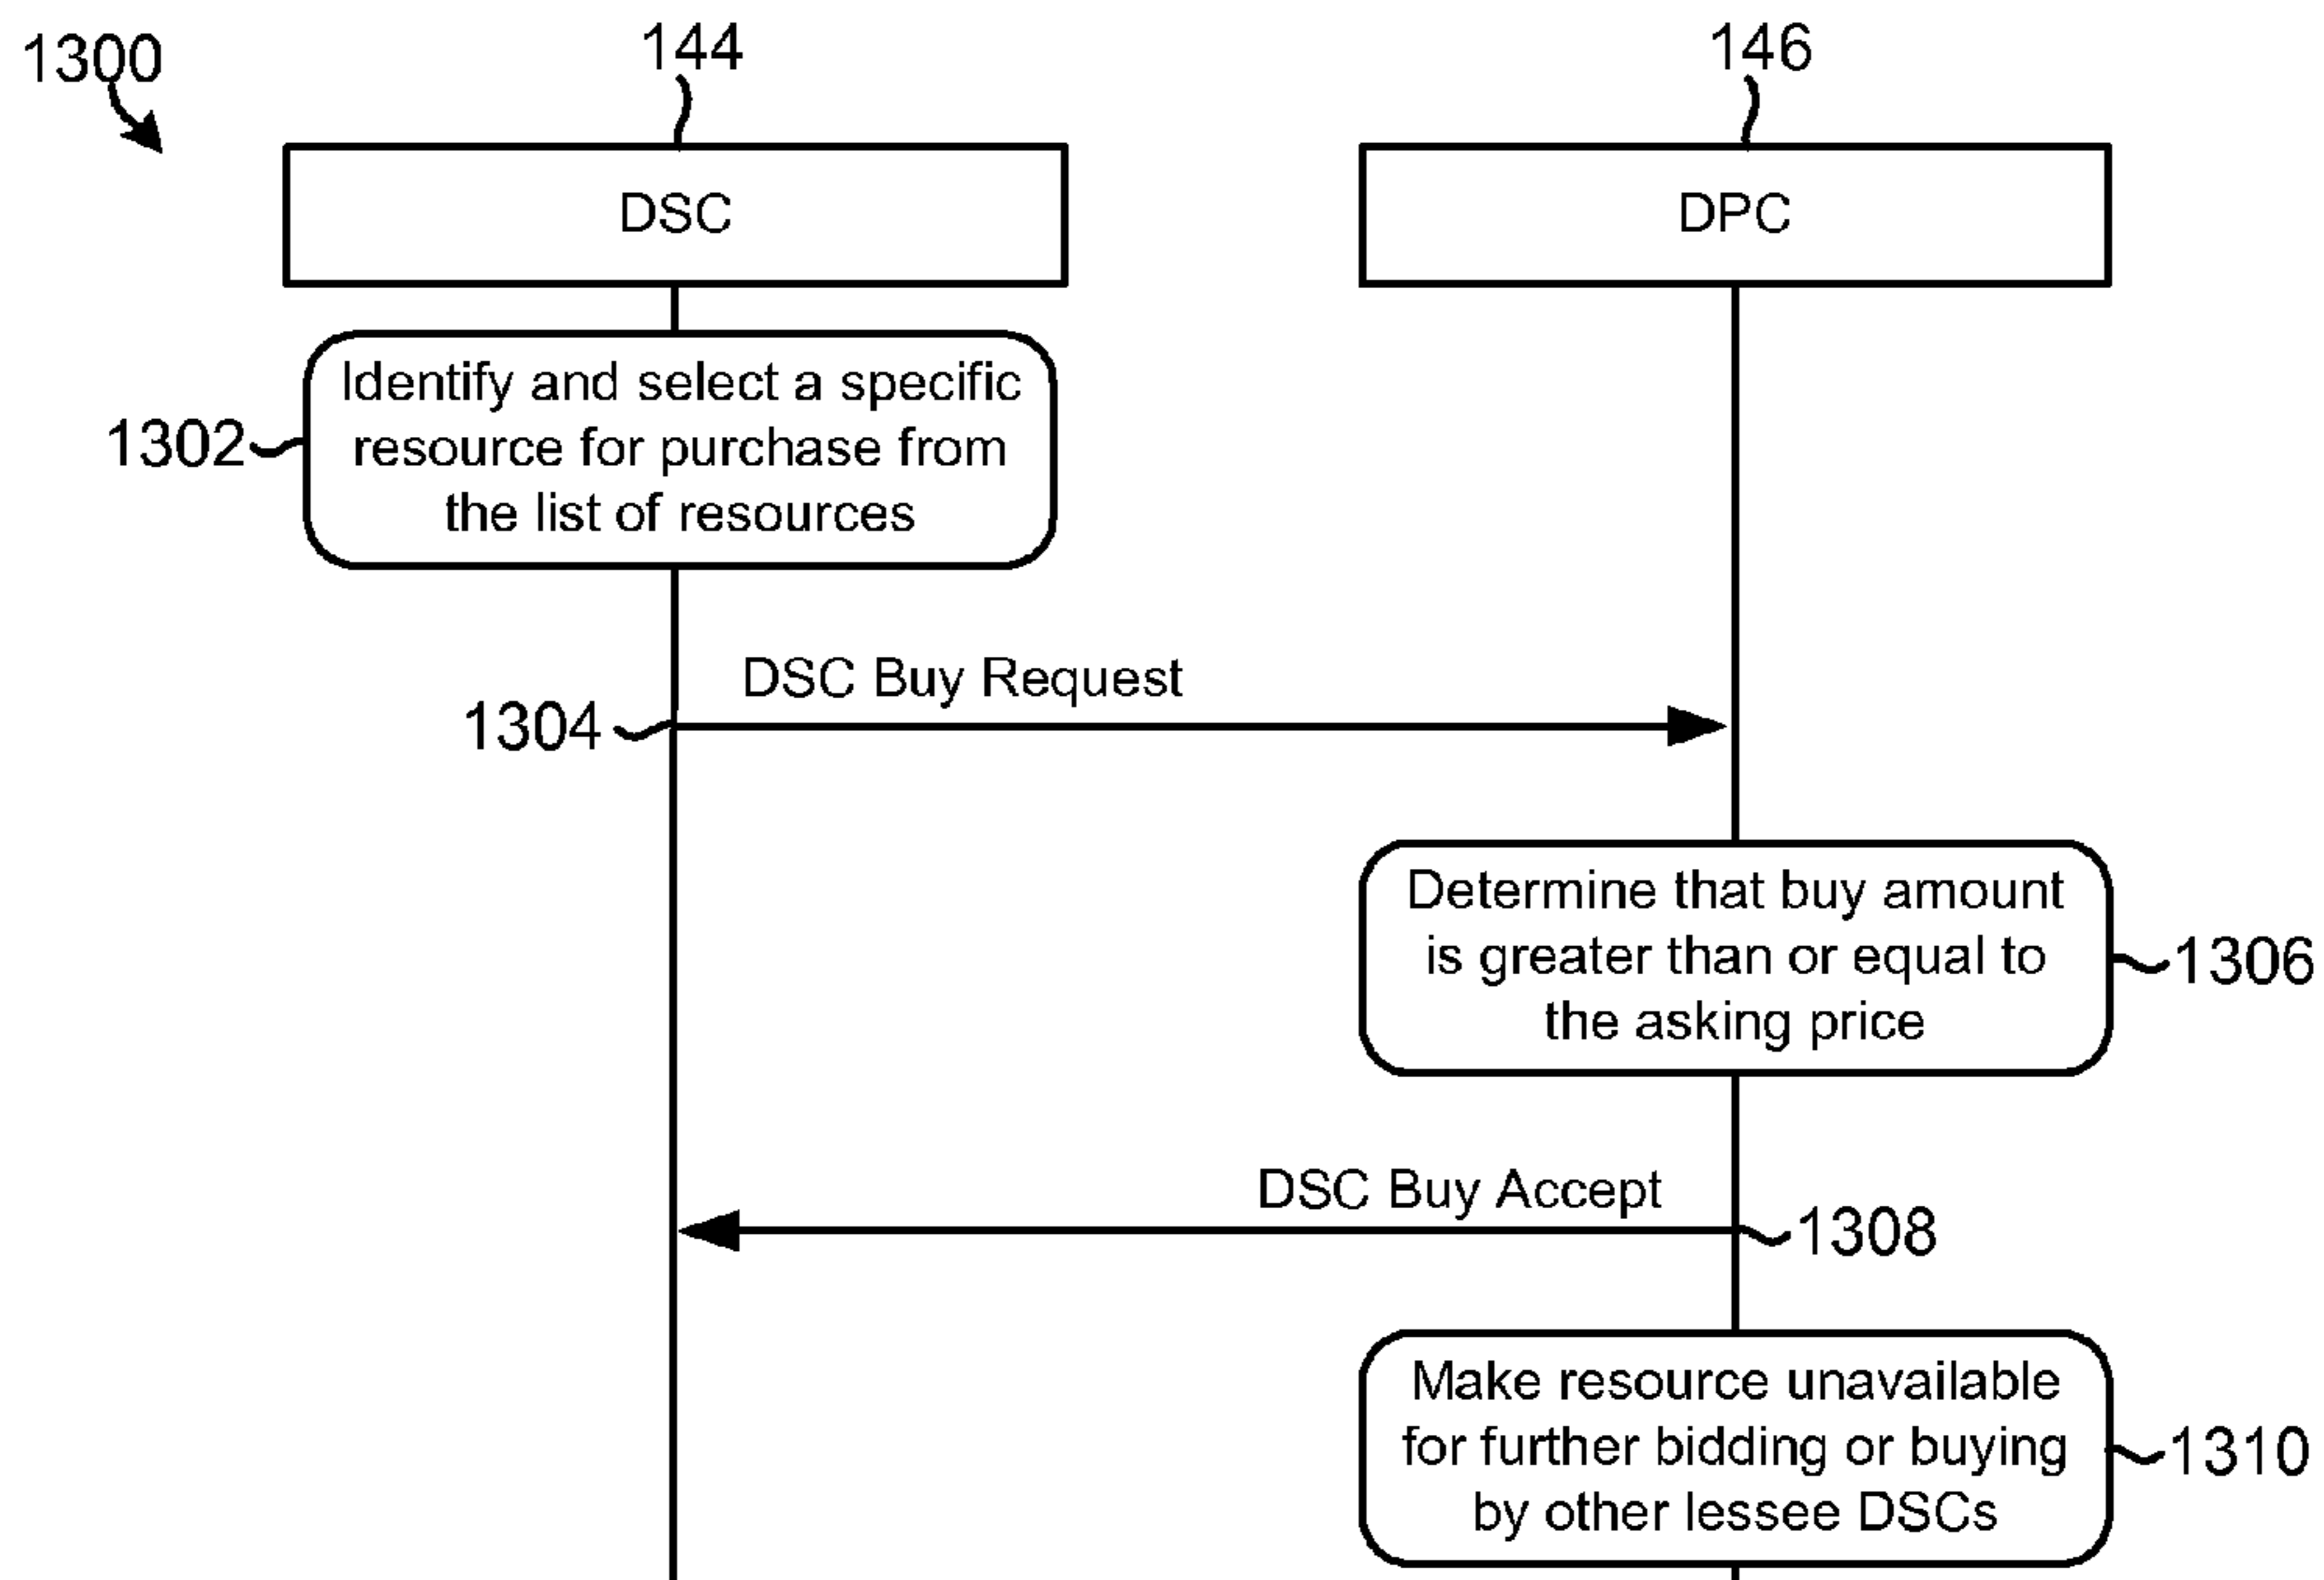 1300
144
146
DSC
DPC
Identify and select a specific
resource for purchase from
the list of resources
1302
DSC Buy Request
1304
Determine that buy amount
is greater than or equal to
the asking price
1306
DSC Buy Accept
1308
Make resource unavailable
for further bidding or buying
by other lessee DSCs
1310